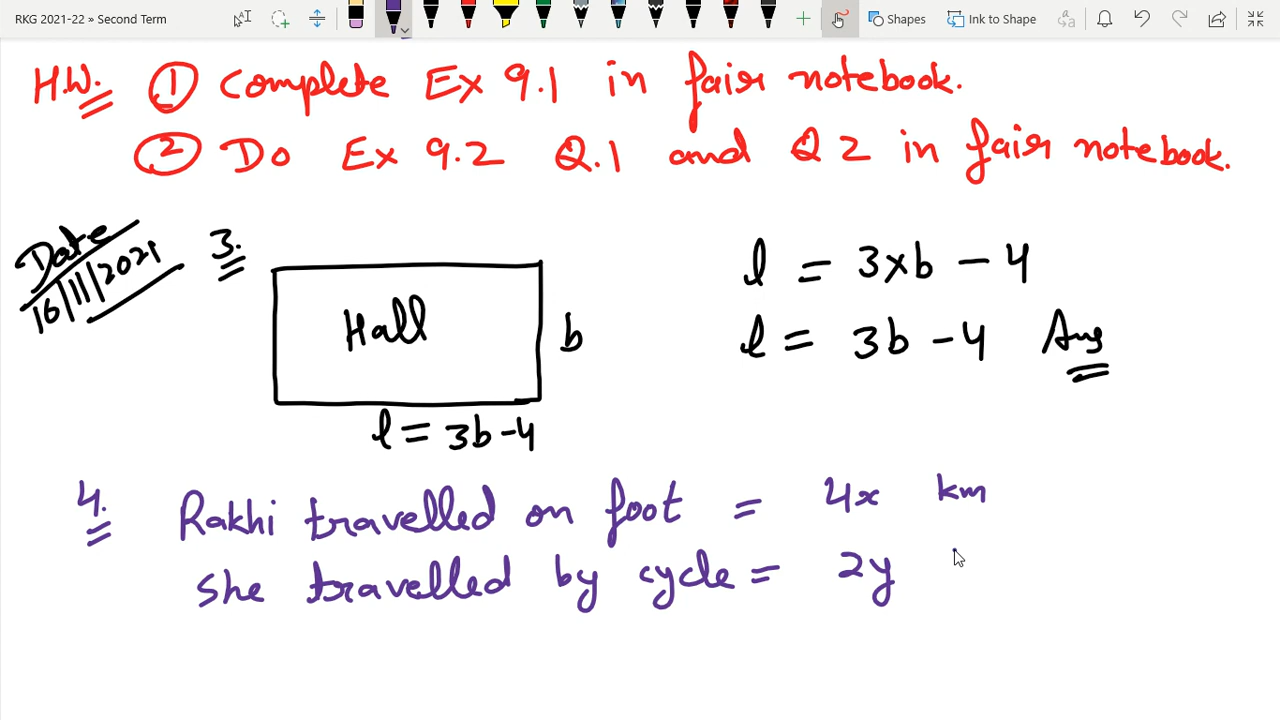 RKG 2021-22 » Second Term
Shapes
Ink to Shape
H.W. ① Complete Ex 9.1 in fair notebook.
② Do Ex 9.2 Q.1 and Q 2 in fair notebook.
Date
16/11/2021
3.
Hall
b
l = 3b-4
l = 3xb - 4
l = 3b - 4 Ans
4. Rakhi travelled on foot = 4x km
she travelled by cycle = 2y